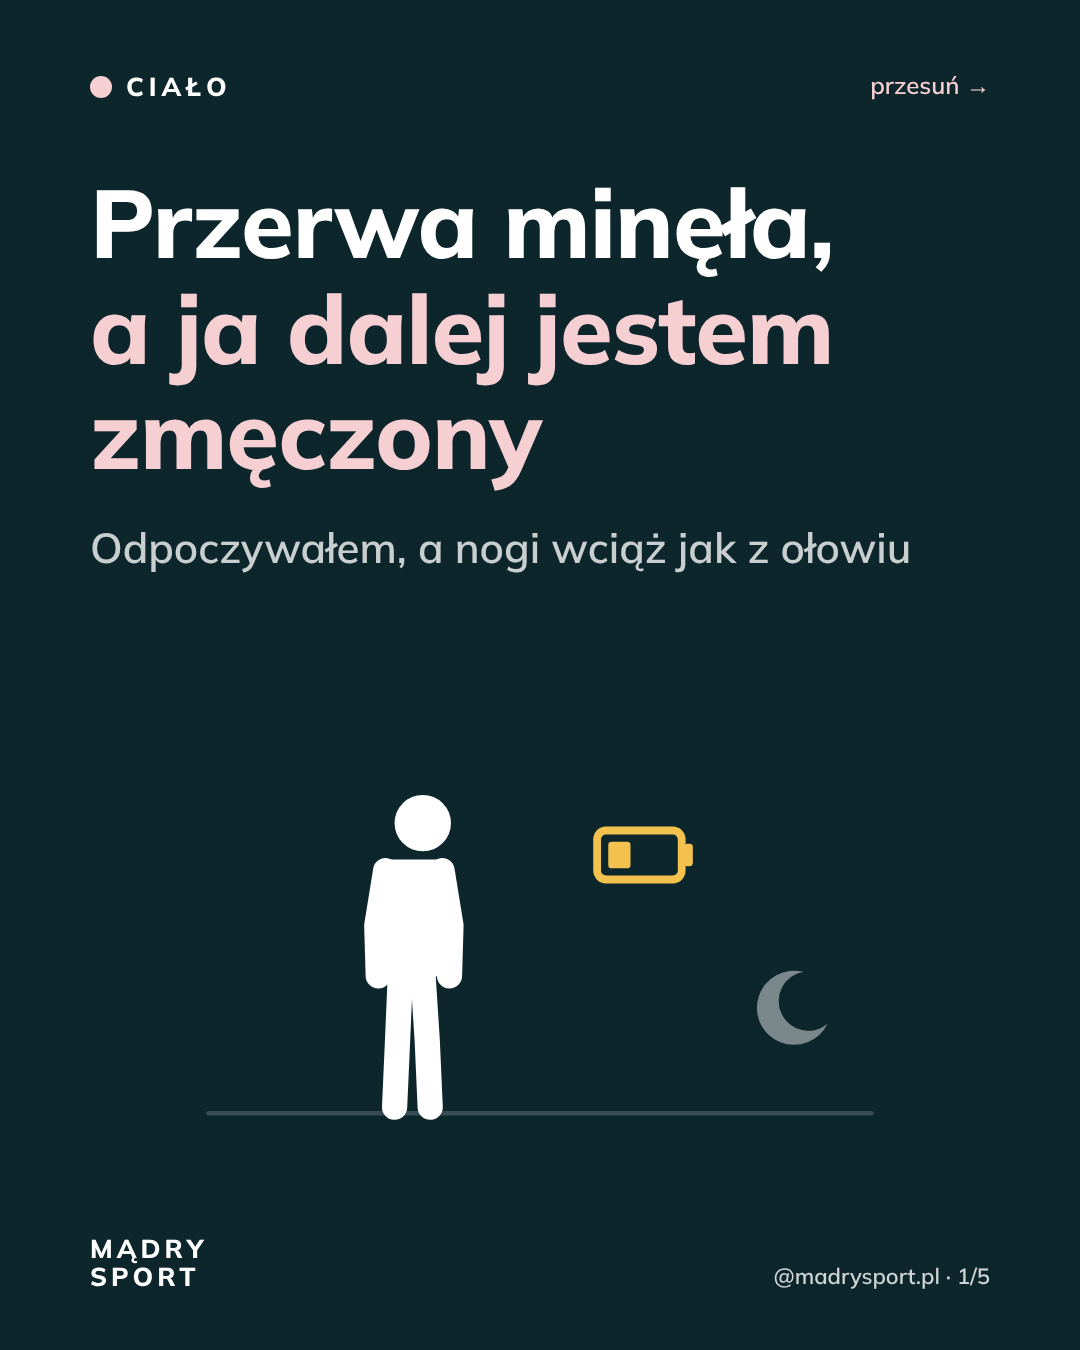 CIAŁO
przesuń →
Przerwa minęła,
a ja dalej jestem
zmęczony
Odpoczywałem, a nogi wciąż jak z ołowiu
MĄDRY
SPORT
@madrysport.pl · 1/5